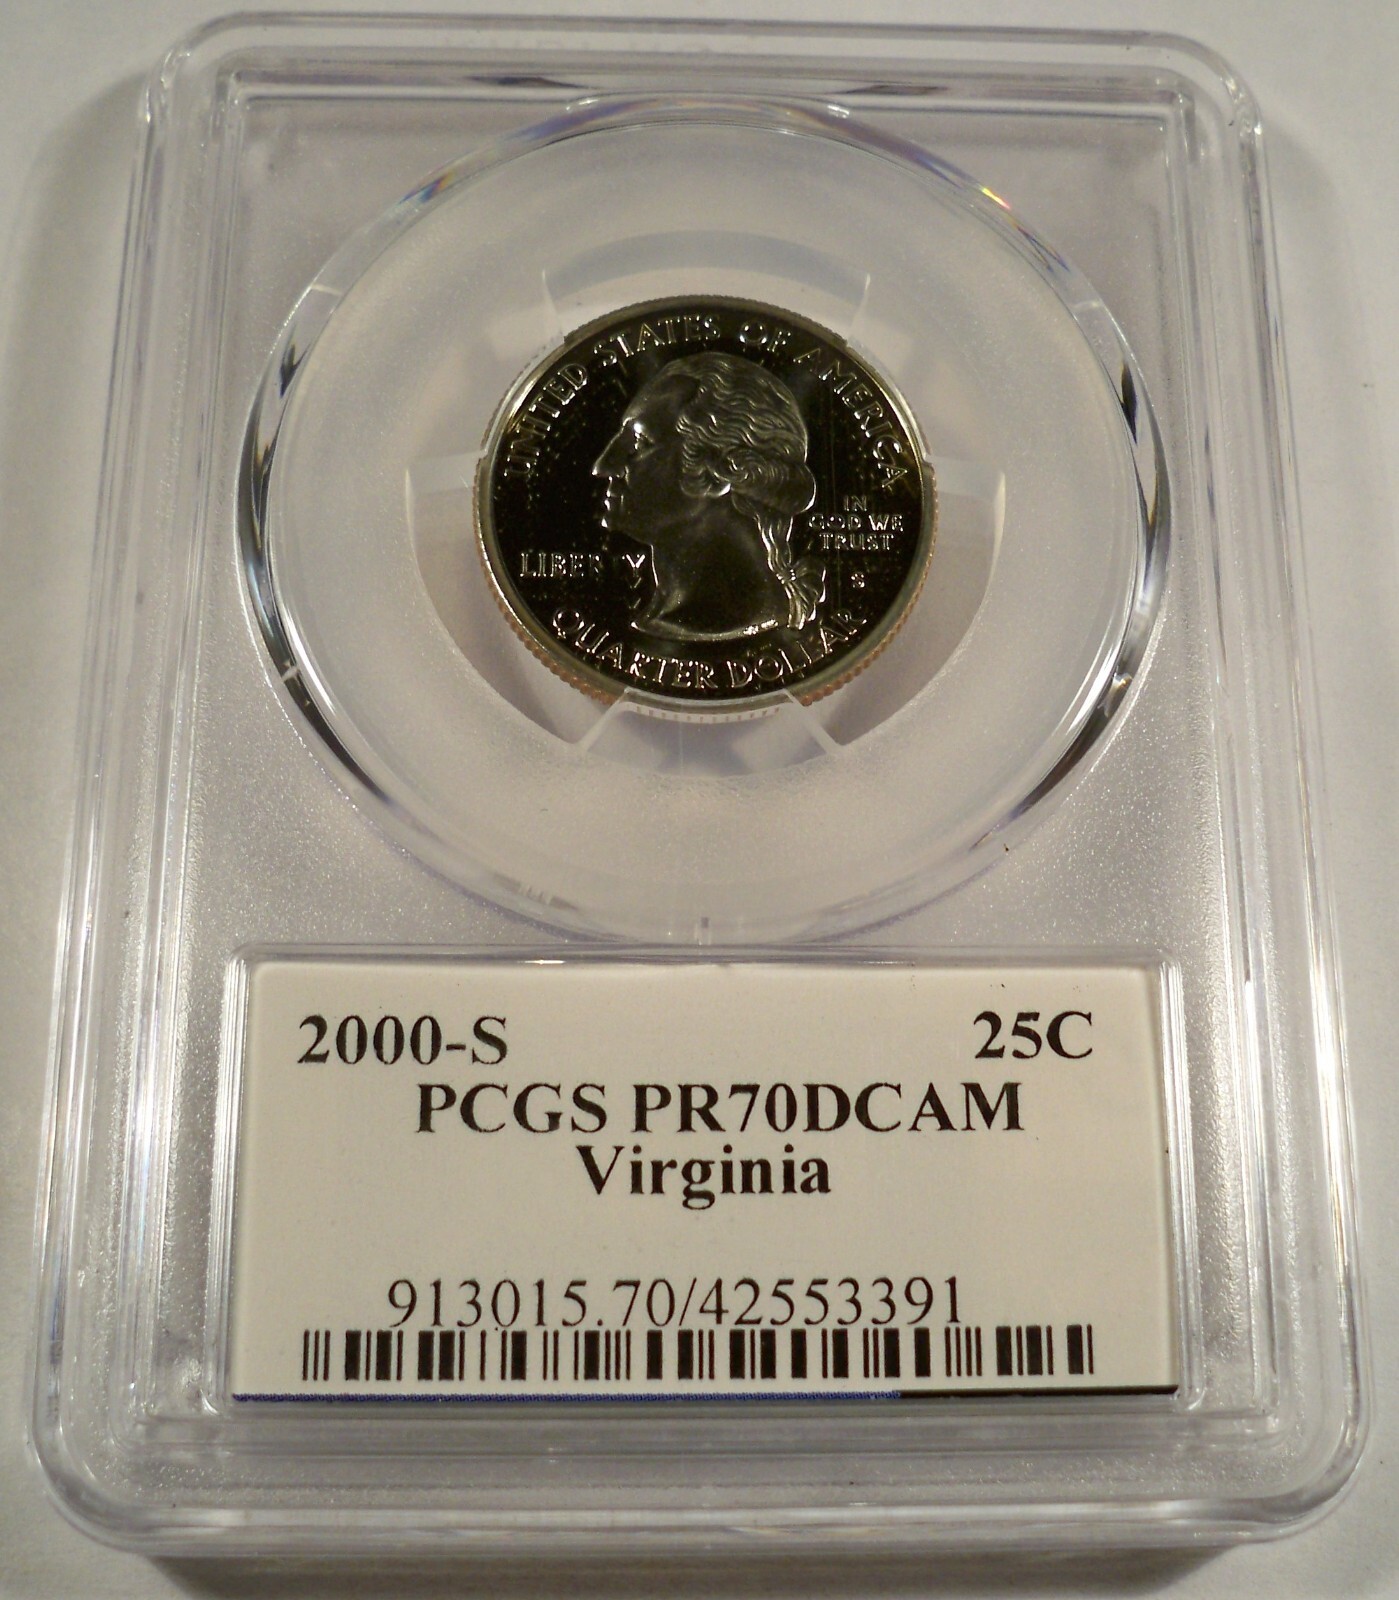 UNITED STATES OF AMERICA
LIBERTY
IN
GOD WE
TRUST
S
QUARTER DOLLAR
2000-S 25C
PCGS PR70DCAM
Virginia
913015.70/42553391